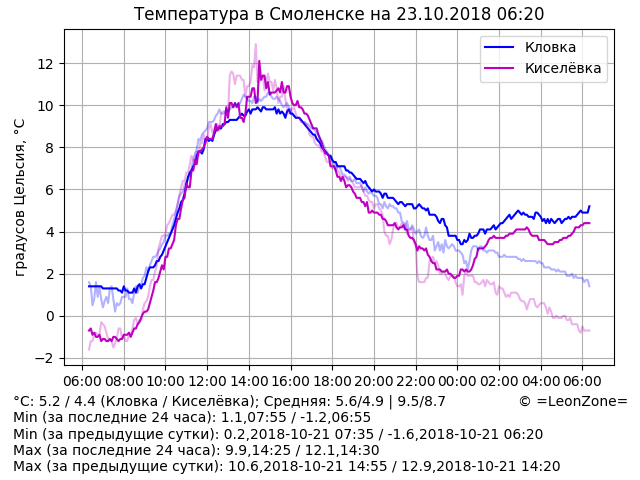 Температура в Смоленске на 23.10.2018 06:20
Кловка
Киселёвка
градусов Цельсия, °C
12
10
8
6
4
2
0
−2
06:00 08:00 10:00 12:00 14:00 16:00 18:00 20:00 22:00 00:00 02:00 04:00 06:00
°C: 5.2 / 4.4 (Кловка / Киселёвка); Средняя: 5.6/4.9 | 9.5/8.7 © =LeonZone=
Min (за последние 24 часа): 1.1,07:55 / -1.2,06:55
Min (за предыдущие сутки): 0.2,2018-10-21 07:35 / -1.6,2018-10-21 06:20
Max (за последние 24 часа): 9.9,14:25 / 12.1,14:30
Max (за предыдущие сутки): 10.6,2018-10-21 14:55 / 12.9,2018-10-21 14:20